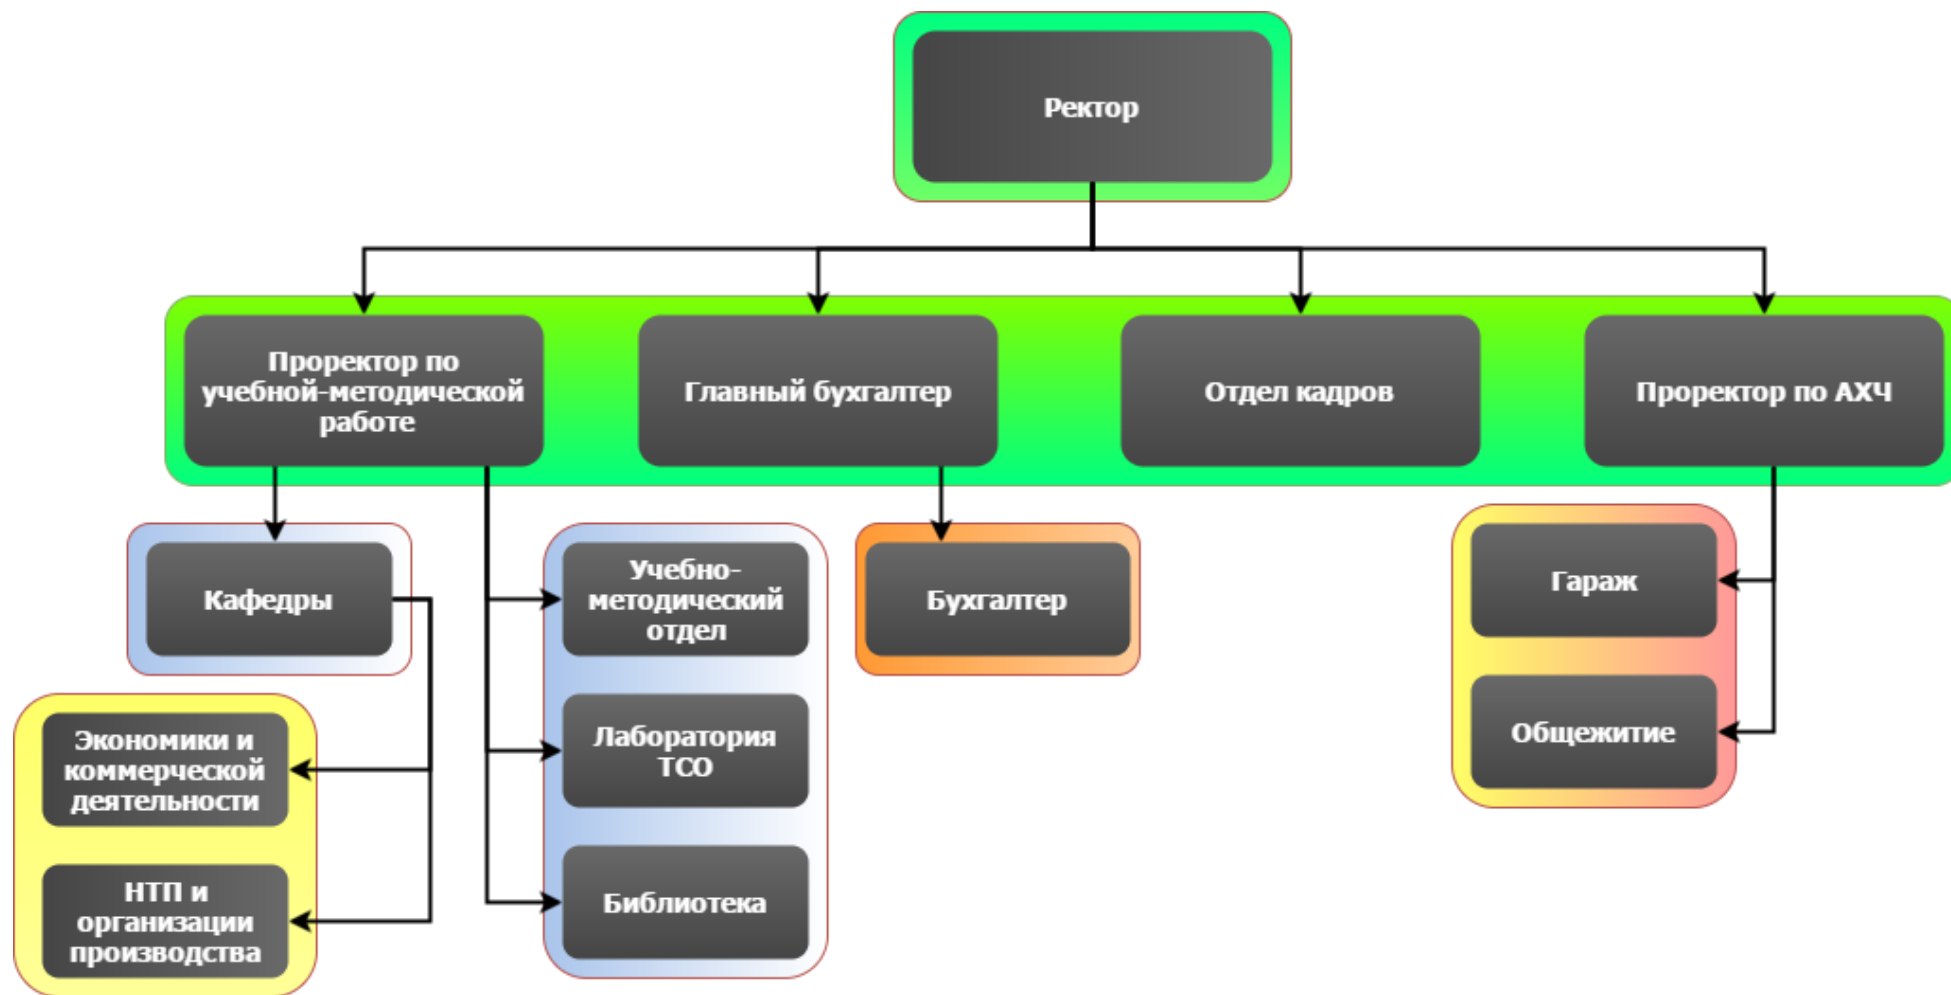 Ректор
Проректор по
учебной-методической
работе
Главный бухгалтер
Отдел кадров
Проректор по АХЧ
Кафедры
Учебно-
методический
отдел
Бухгалтер
Гараж
Экономики и
коммерческой
деятельности
Лаборатория
ТСО
Общежитие
НТП и
организации
производства
Библиотека